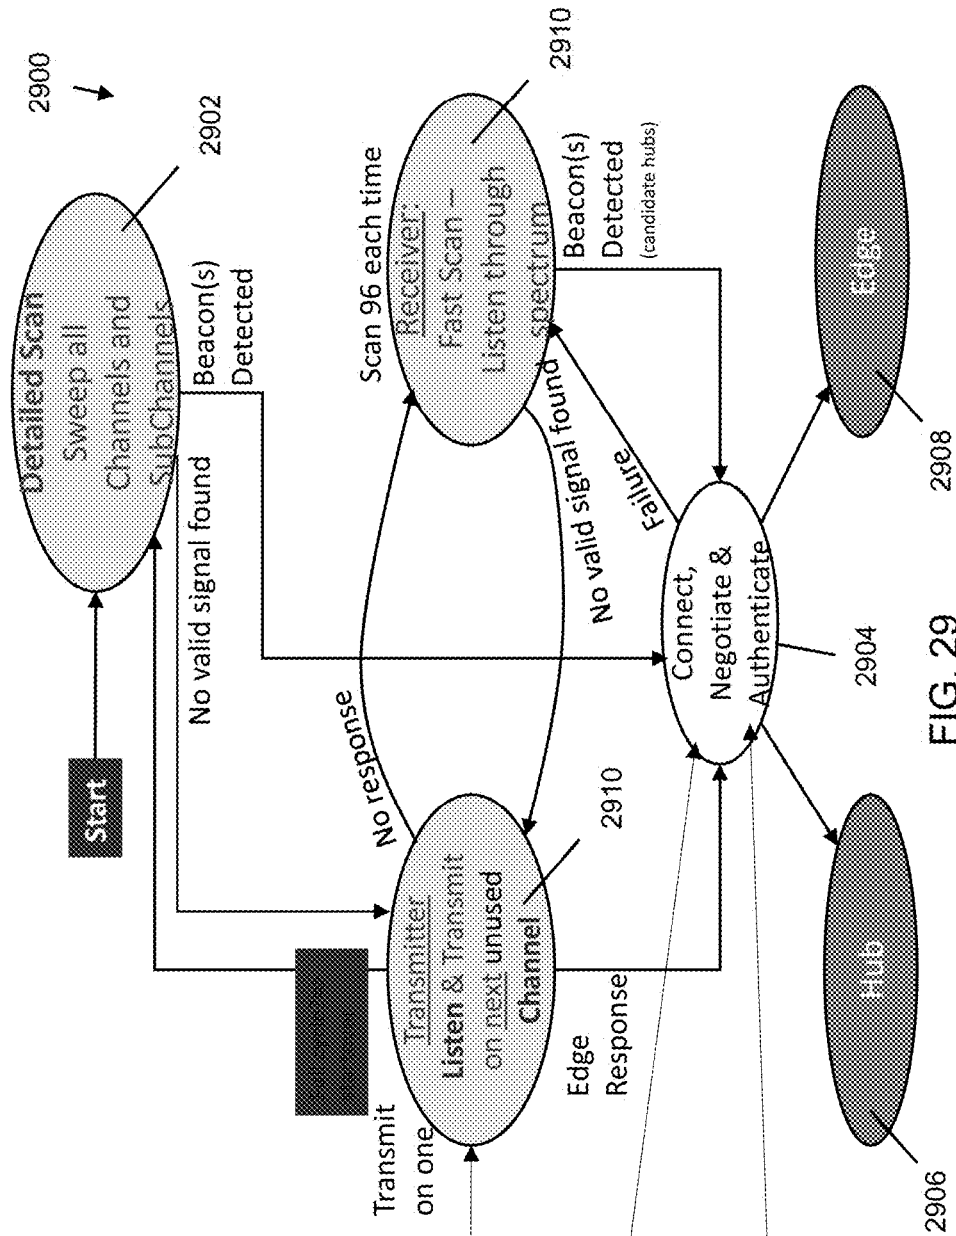 2900
2902
Detailed Scan
Sweep all
Channels and
SubChannels
Start
Beacon(s)
Detected
No valid signal found
Scan 96 each time
Receiver:
Fast Scan –
Listen through
spectrum
2910
Beacon(s)
Detected
(candidate hubs)
No response
No valid signal found
Failure
Transmit
on one
Transmitter
Listen & Transmit
on next unused
Channel
2910
Edge
Response
Connect,
Negotiate &
Authenticate
2904
Hub
2906
Edge
2908
FIG. 29